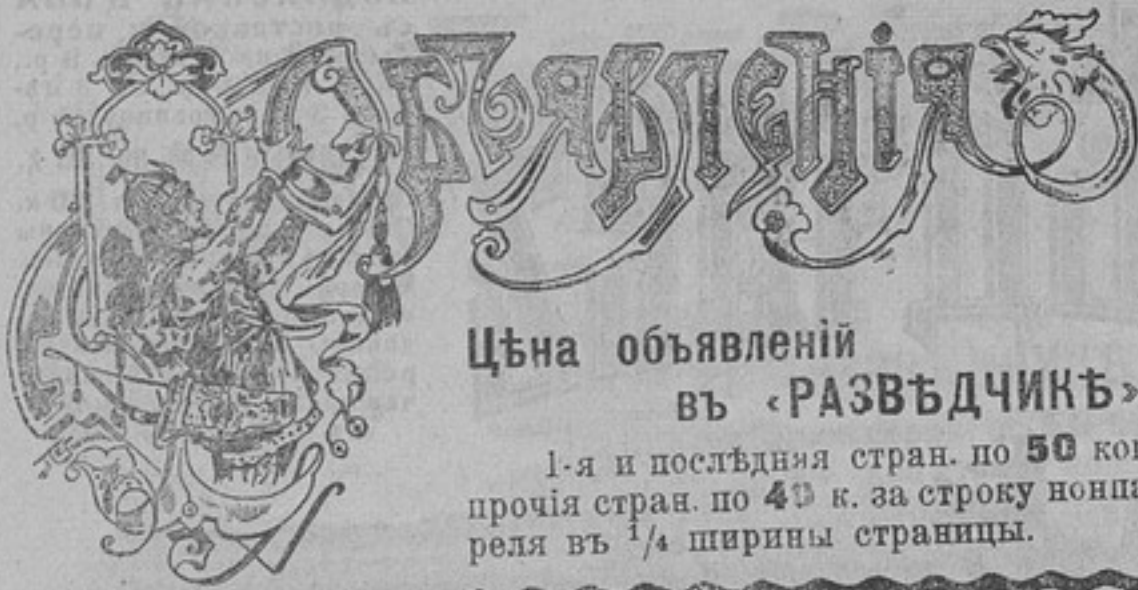 Объявленія
Цѣна объявленій
въ «РАЗВѢДЧИКѢ»
1-я и послѣдняя стран. по 50 коп
прочія стран. по 40 к. за строку нонпа
реля въ 1/4 ширины страницы.